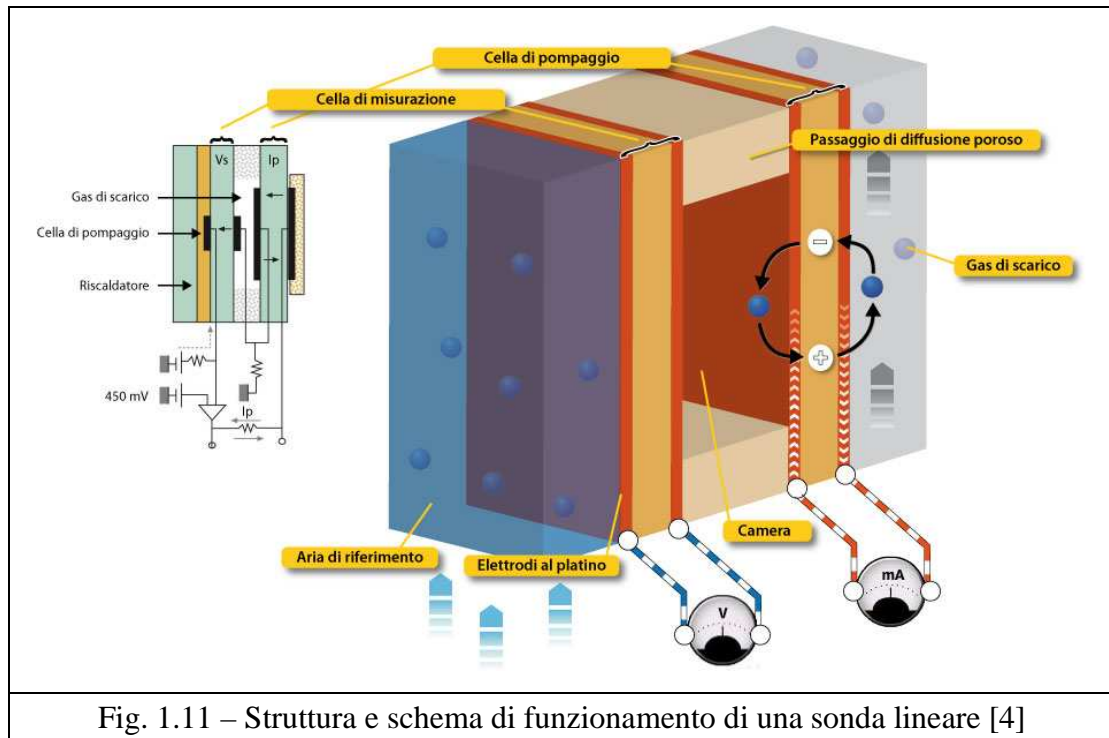 Cella di pompaggio
Cella di misurazione
Passaggio di diffusione poroso
Vs
Ip
Gas di scarico
Cella di pompaggio
Riscaldatore
Gas di scarico
450 mV
Ip
Camera
Aria di riferimento
Elettrodi al platino
mA
V
Fig. 1.11 – Struttura e schema di funzionamento di una sonda lineare [4]